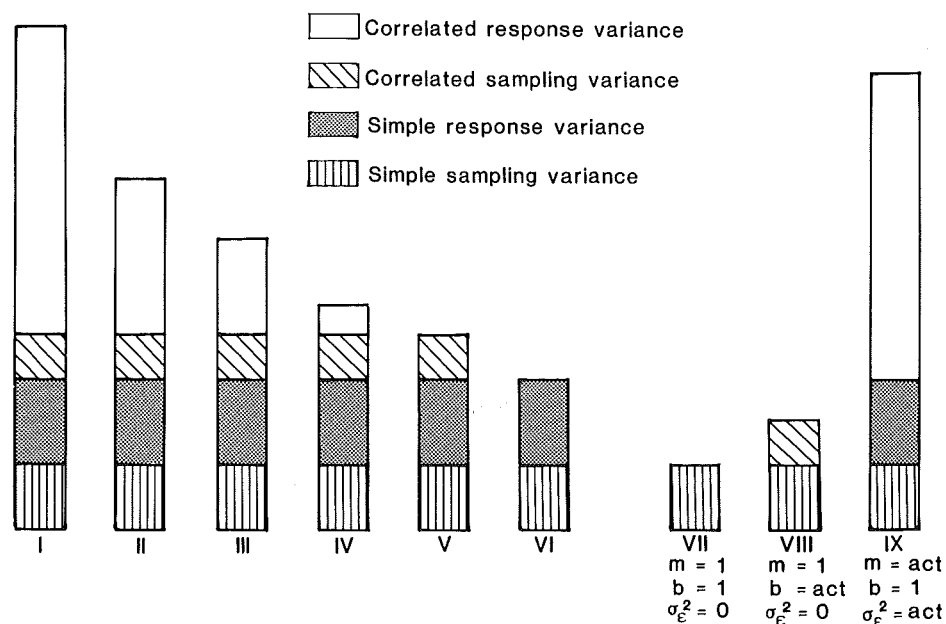 Correlated response variance
Correlated sampling variance
Simple response variance
Simple sampling variance
I II III IV V VI VII VIII IX
m = 1 m = 1 m = act
b = 1 b = act b = 1
σε² = 0 σε² = 0 σε² = act